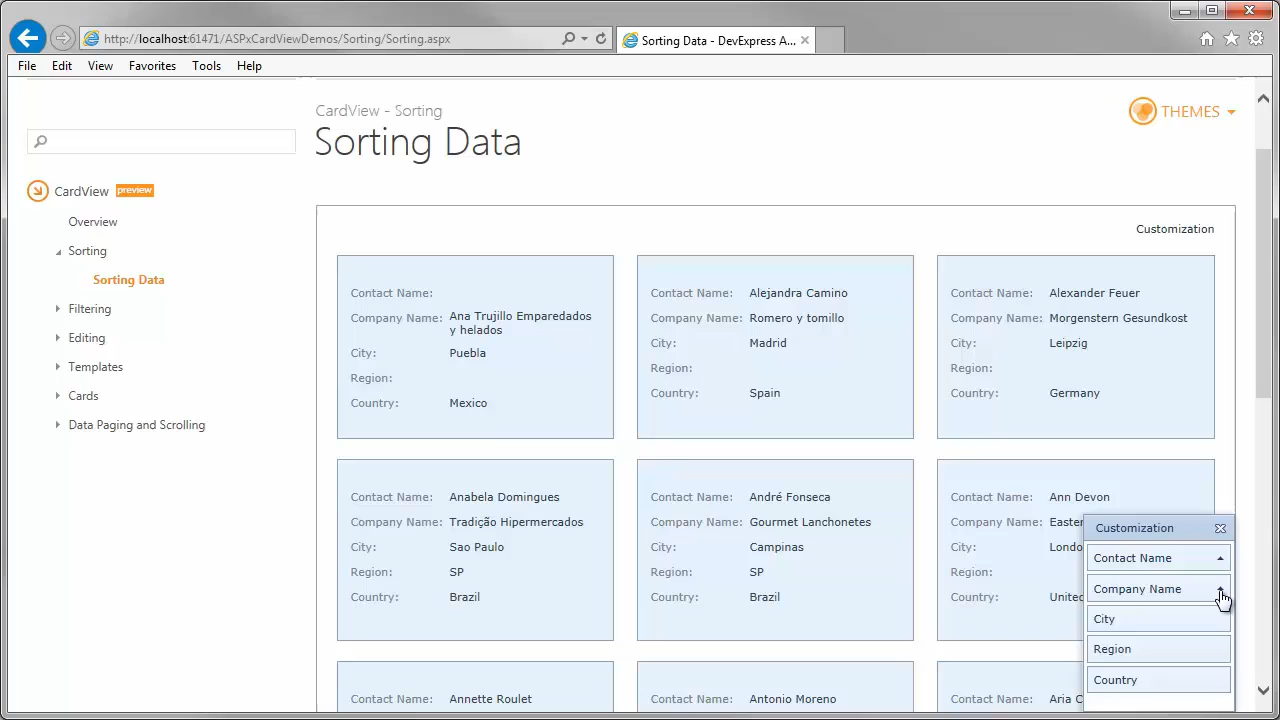 http://localhost:61471/ASPxCardViewDemos/Sorting/Sorting.aspx
Sorting Data - DevExpress A...
File Edit View Favorites Tools Help
CardView - Sorting
Sorting Data
THEMES
CardView preview
Overview
Sorting
Sorting Data
Filtering
Editing
Templates
Cards
Data Paging and Scrolling
Customization
Contact Name:
Company Name: Ana Trujillo Emparedados
y helados
City: Puebla
Region:
Country: Mexico
Contact Name: Alejandra Camino
Company Name: Romero y tomillo
City: Madrid
Region:
Country: Spain
Contact Name: Alexander Feuer
Company Name: Morgenstern Gesundkost
City: Leipzig
Region:
Country: Germany
Contact Name: Anabela Domingues
Company Name: Tradição Hipermercados
City: Sao Paulo
Region: SP
Country: Brazil
Contact Name: André Fonseca
Company Name: Gourmet Lanchonetes
City: Campinas
Region: SP
Country: Brazil
Contact Name: Ann Devon
Company Name: Easter
City: Londo
Region:
Country: United
Contact Name: Annette Roulet
Contact Name: Antonio Moreno
Contact Name: Aria C
Customization
Contact Name
Company Name
City
Region
Country